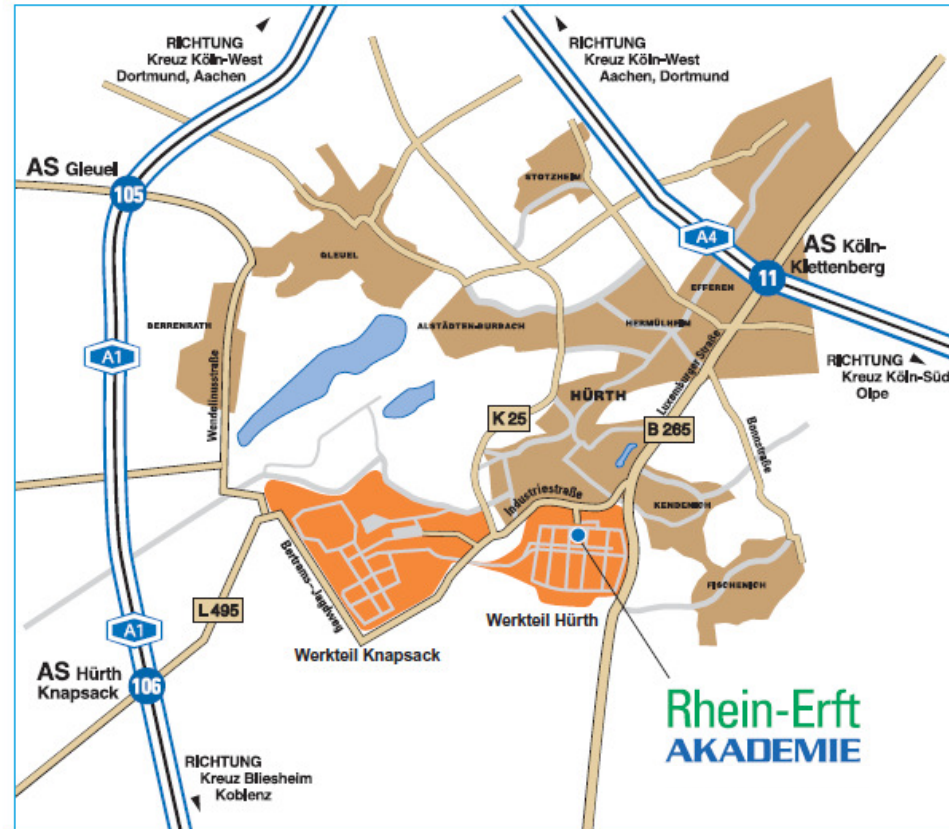 RICHTUNG
Kreuz Köln-West
Dortmund, Aachen
RICHTUNG
Kreuz Köln-West
Aachen, Dortmund
AS Gleuel
105
STOTZHEIM
A4
AS Köln-
Klettenberg
11
GLEUEL
EFFEREN
BERRENRATH
ALSTÄDTEN-BURBACH
HERMÜLHEIM
A1
Wendelinusstraße
Luxemburger Straße
RICHTUNG
Kreuz Köln-Süd
Olpe
HÜRTH
K 25
B 265
Bonnstraße
Industriestraße
KENDENICH
Bertrams-Jagdweg
FISCHENICH
L 495
Werkteil Hürth
A1
Werkteil Knapsack
AS Hürth
Knapsack
106
Rhein-Erft
AKADEMIE
RICHTUNG
Kreuz Bliesheim
Koblenz